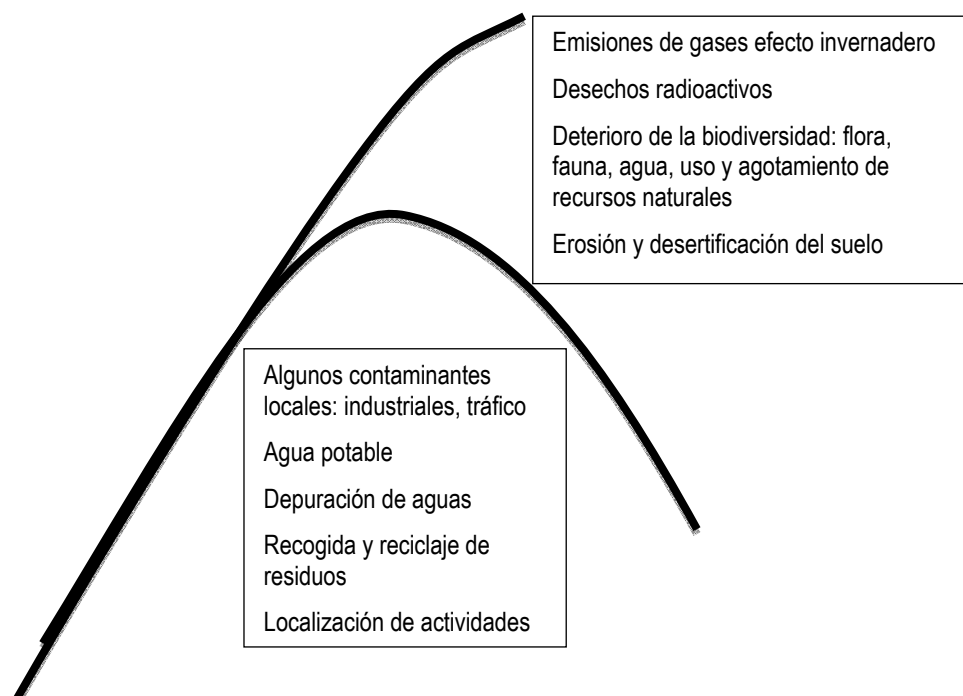 Emisiones de gases efecto invernadero
Desechos radioactivos
Deterioro de la biodiversidad: flora,
fauna, agua, uso y agotamiento de
recursos naturales
Erosión y desertificación del suelo
Algunos contaminantes
locales: industriales, tráfico
Agua potable
Depuración de aguas
Recogida y reciclaje de
residuos
Localización de actividades